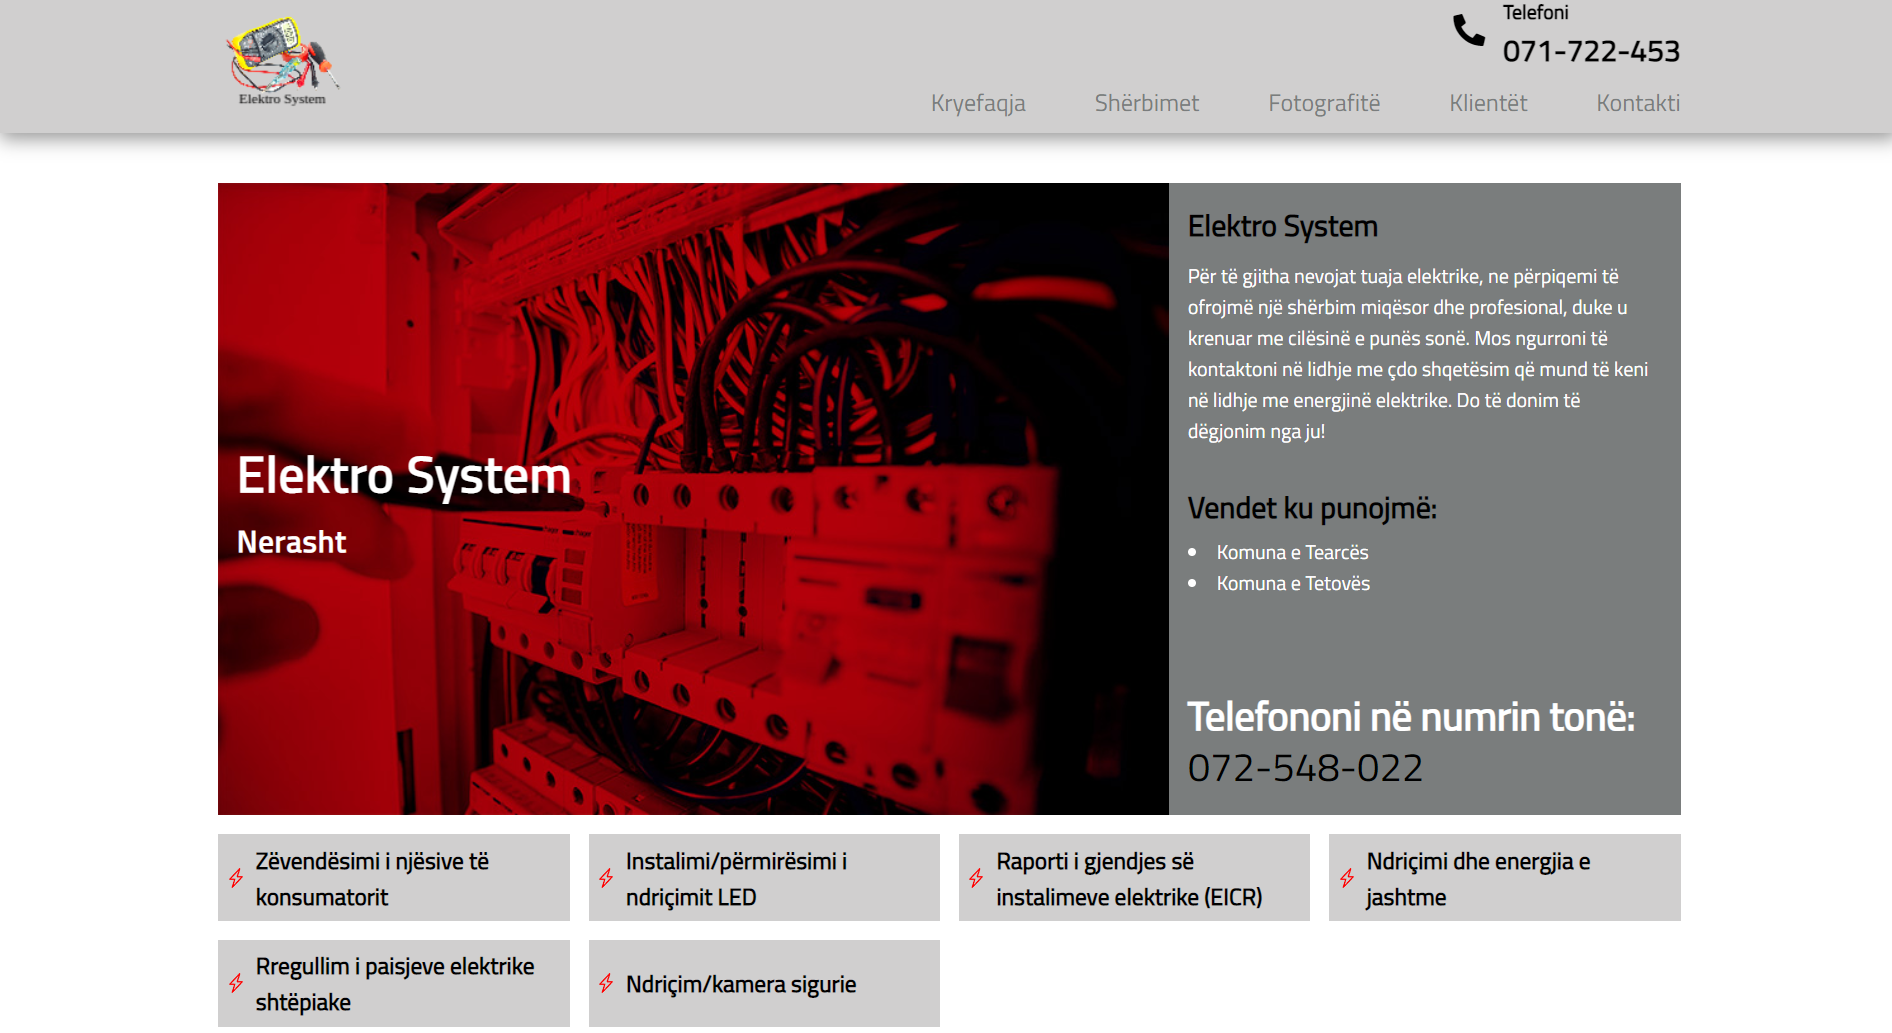 Elektro System
Telefoni
071-722-453
Kryefaqja
Shërbimet
Fotografitë
Klientët
Kontakti
Elektro System
Nerasht
Elektro System
Për të gjitha nevojat tuaja elektrike, ne përpiqemi të
ofrojmë një shërbim miqësor dhe profesional, duke u
krenuar me cilësinë e punës sonë. Mos ngurroni të
kontaktoni në lidhje me çdo shqetësim që mund të keni
në lidhje me energjinë elektrike. Do të donim të
dëgjonim nga ju!
Vendet ku punojmë:
Komuna e Tearcës
Komuna e Tetovës
Telefononi në numrin tonë:
072-548-022
Zëvendësimi i njësive të
konsumatorit
Instalimi/përmirësimi i
ndriçimit LED
Raporti i gjendjes së
instalimeve elektrike (EICR)
Ndriçimi dhe energjia e
jashtme
Rregullim i paisjeve elektrike
shtëpiake
Ndriçim/kamera sigurie